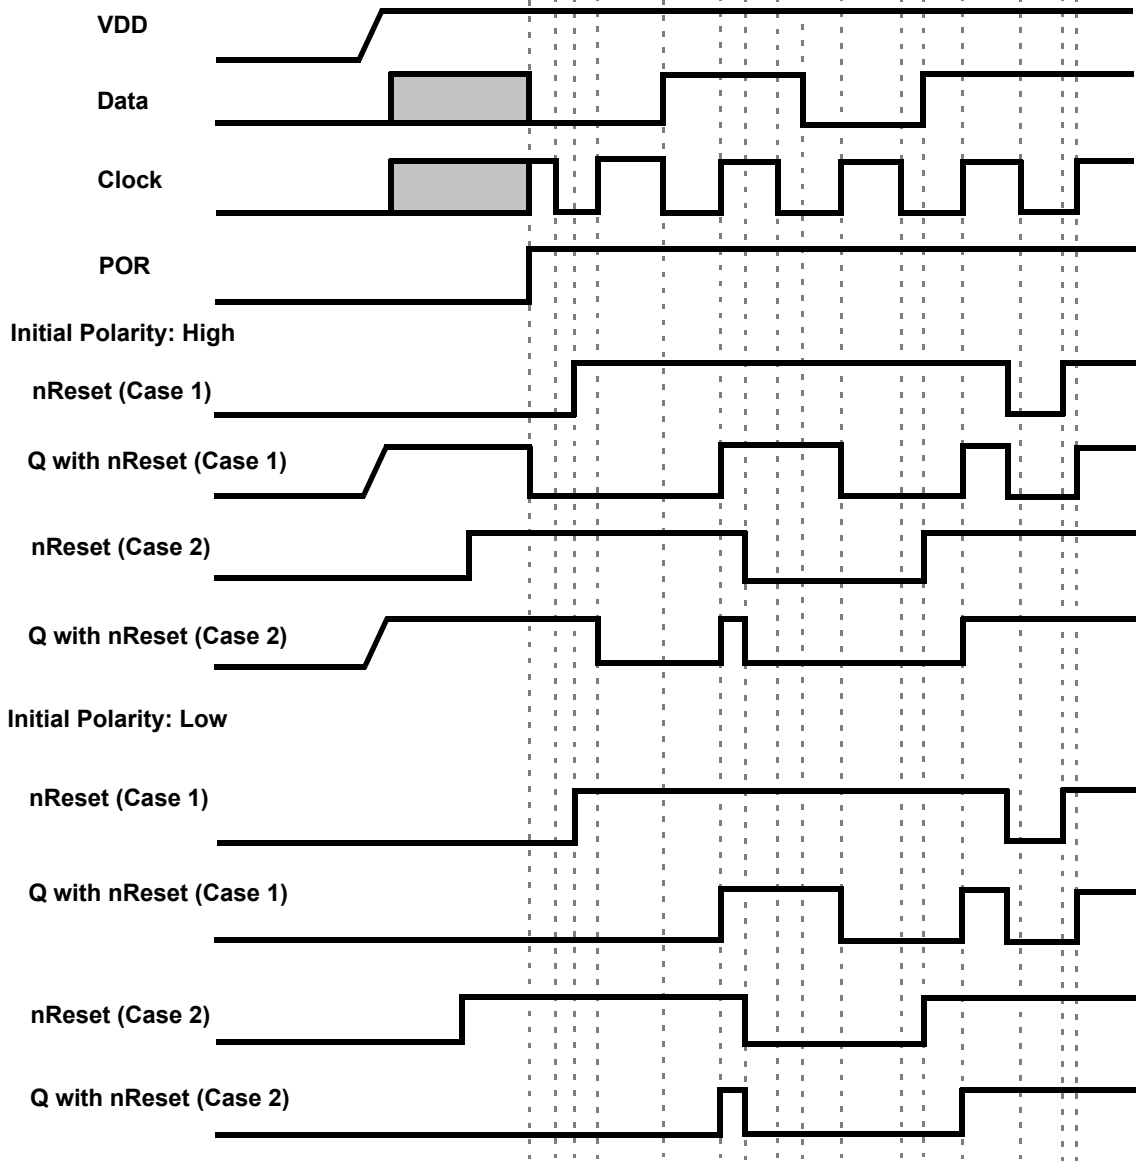 VDD
Data
Clock
POR
Initial Polarity: High
nReset (Case 1)
Q with nReset (Case 1)
nReset (Case 2)
Q with nReset (Case 2)
Initial Polarity: Low
nReset (Case 1)
Q with nReset (Case 1)
nReset (Case 2)
Q with nReset (Case 2)